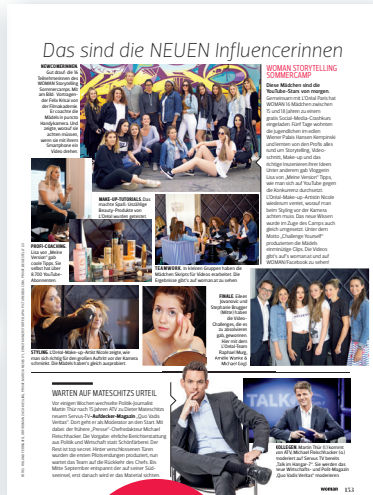 Das sind die NEUEN Influencerinnen
NEWCOMERINNEN.
Gut drauf: die 16
Teilnehmerinnen des
WOMAN Storytelling
Sommercamps. Mit
am Bild: Vortragen-
der Felix Krisai von
der Filmakademie.
Er coachte die
Mädels in puncto
Handykamera. Und
zeigte, worauf sie
achten müssen,
wenn sie mit ihrem
Smartphone ein
Video drehen.
WOMAN STORYTELLING
SOMMERCAMP
Diese Mädchen sind die
YouTube-Stars von morgen.
Gemeinsam mit L'Oréal Paris hat
WOMAN 16 Mädchen zwischen
15 und 18 Jahren zu einem
gratis Social-Media-Crashkurs
eingeladen. Fünf Tage wohnten
die Jugendlichen im edlen
Wiener Palais Hansen Kempinski
und lernten von den Profis alles
rund um Storytelling, Video-
schnitt, Make-up und das
richtige Inszenieren ihrer Ideen.
Unter anderem gab Vloggerin
Lisa von „Meine Version“ Tipps,
wie man sich auf YouTube gegen
die Konkurrenz durchsetzt.
L'Oréal-Make-up-Artistin Nicole
wiederum verriet, worauf man
beim Styling vor der Kamera
achten muss. Das neue Wissen
wurde im Zuge des Camps auch
gleich umgesetzt: Unter dem
Motto „Challenge Yourself“
produzierten die Mädels
einminütige Clips. Die Videos
gibt's auf's woman.at und auf
WOMAN/Facebook zu sehen!
MAKE-UP-TUTORIALS. Das
machte Spaß: Unzählige
Beauty-Produkte von
L'Oréal wurden getestet.
PROFI-COACHING.
Lisa von „Meine
Version“ gab
coole Tipps. Sie
selbst hat über
8.700 YouTube-
Abonnenten.
TEAMWORK. In kleinen Gruppen haben die
Mädchen Skripts für Videos erarbeitet. Die
Ergebnisse gibt's auf woman.at zu sehen.
FINALE. Eileen
Jovanovic und
Stephanie Brugger
(Mitte) haben
die Video-
Challenges, die es
zu absolvieren
gab, gewonnen.
Hier mit dem
L'Oréal-Team
STYLING. L'Oréal-Make-up-Artist Nicole zeigte, wie
man sich richtig für den großen Auftritt vor der Kamera
schminkt. Die Mädels haben's gleich ausprobiert.
WARTEN AUF MATESCHITZS URTEIL
Vor einigen Wochen wechselte Politik-Journalist
Martin Thür nach 15 Jahren ATV zu Dieter Mateschitzs
neuem Servus-TV-Aufdecker-Magazin „Quo Vadis
Veritas“. Dort geht er als Moderator an den Start. Mit
dabei der frühere „Presse“-Chefredakteur Michael
Fleischhacker. Die Vorgabe: ehrliche Berichterstattung
aus Politik und Wirtschaft statt Schönfärberei. Der
Rest ist top secret. Hinter verschlossenen Türen
wurden die ersten Pilotsendungen produziert, nun
wartet das Team auf die Rückkehr des Chefs. Bis
Mitte September entspannt der auf seiner Süd-
seeinsel, erst danach wird er das Material sichten.
TALK
KOLLEGEN. Martin Thür (l.) kommt
von ATV, Michael Fleischhacker (o.)
moderiert auf Servus TV bereits
„Talk im Hangar-7“. Sie werden das
neue Wirtschafts- und Polit-Magazin
„Quo Vadis Veritas“ moderieren.
woman
153